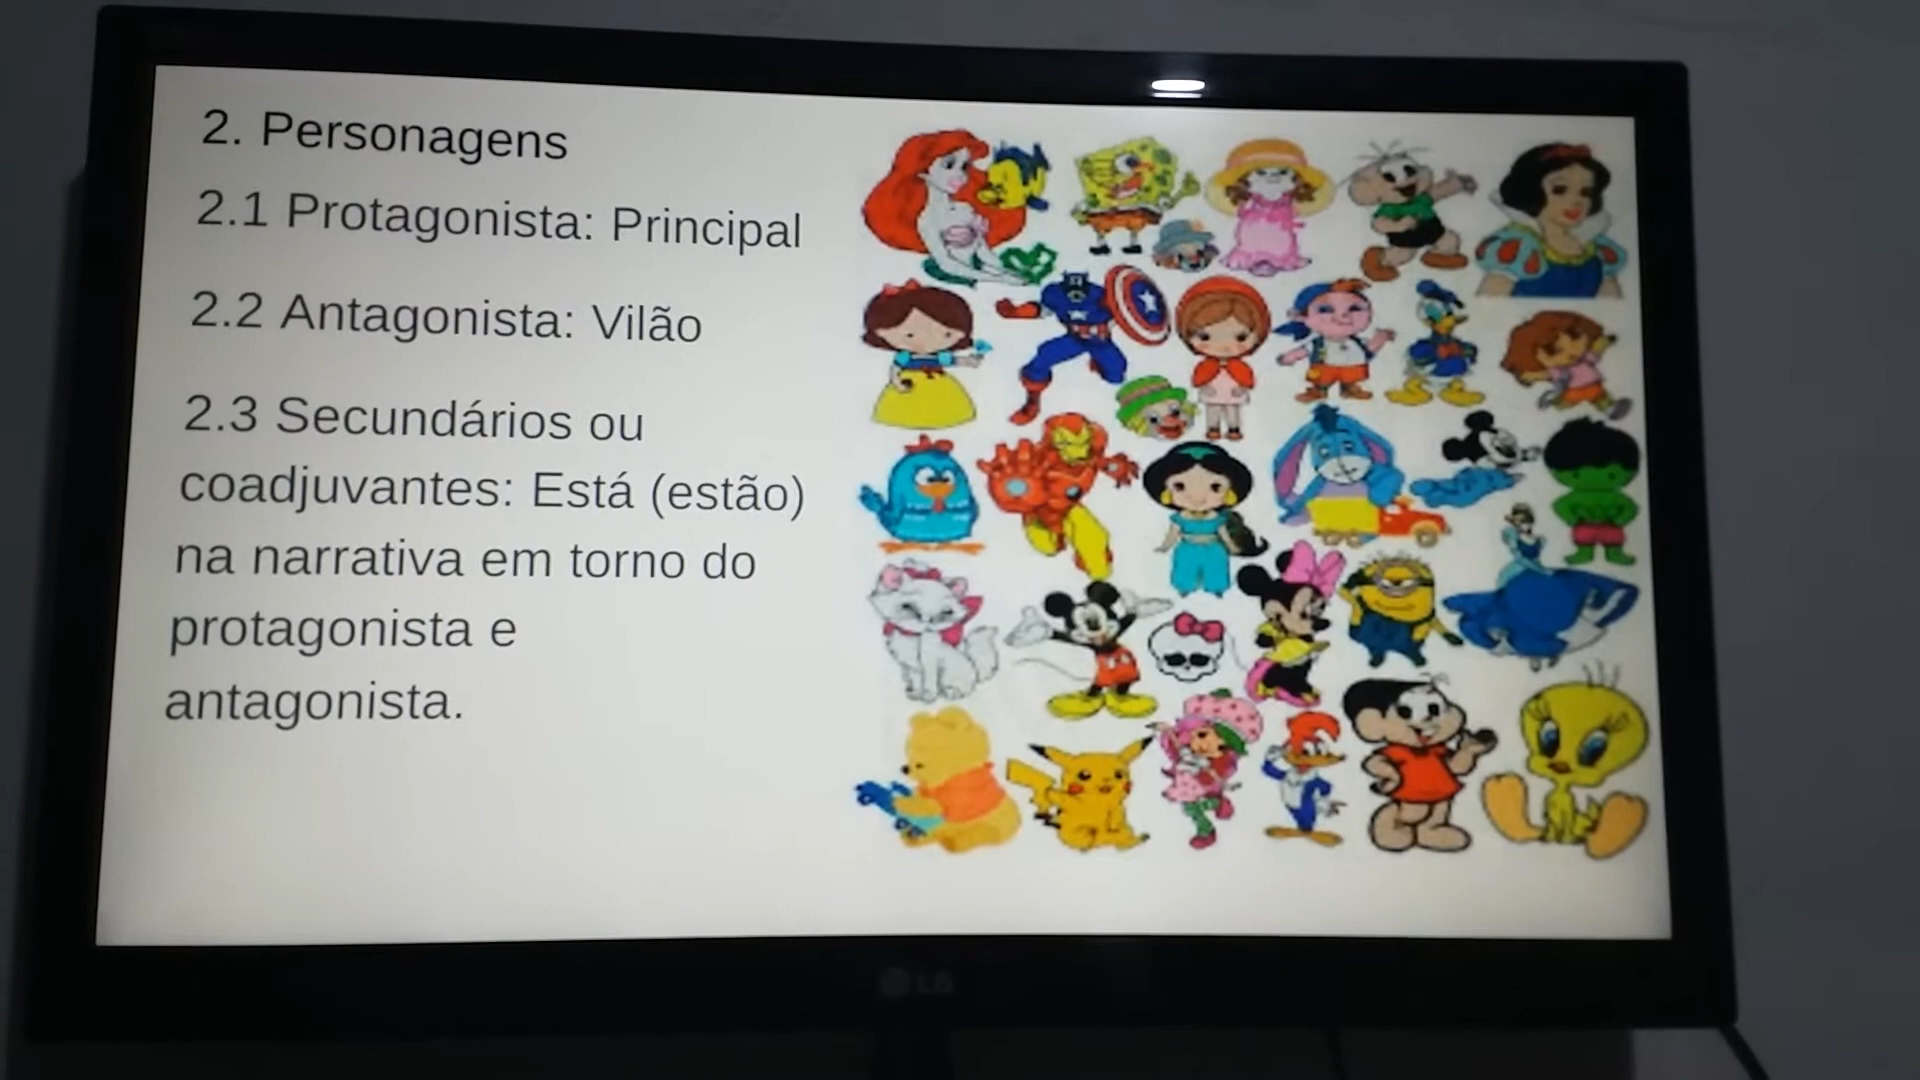 2. Personagens
2.1 Protagonista: Principal
2.2 Antagonista: Vilão
2.3 Secundários ou
coadjuvantes: Está (estão)
na narrativa em torno do
protagonista e
antagonista.
LG